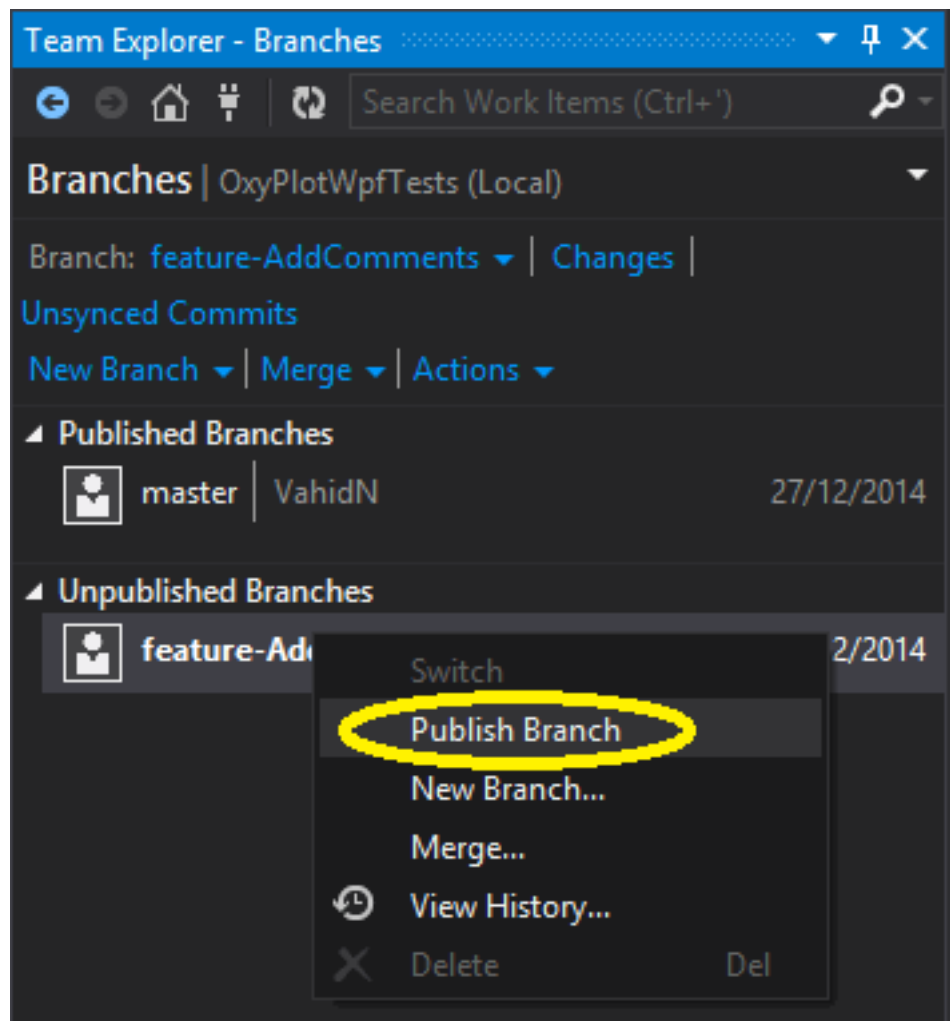 Team Explorer - Branches
Search Work Items (Ctrl+')
Branches | OxyPlotWpfTests (Local)
Branch: feature-AddComments | Changes |
Unsynced Commits
New Branch | Merge | Actions
Published Branches
master | VahidN 27/12/2014
Unpublished Branches
feature-Ad 2/2014
Switch
Publish Branch
New Branch...
Merge...
View History...
Delete Del